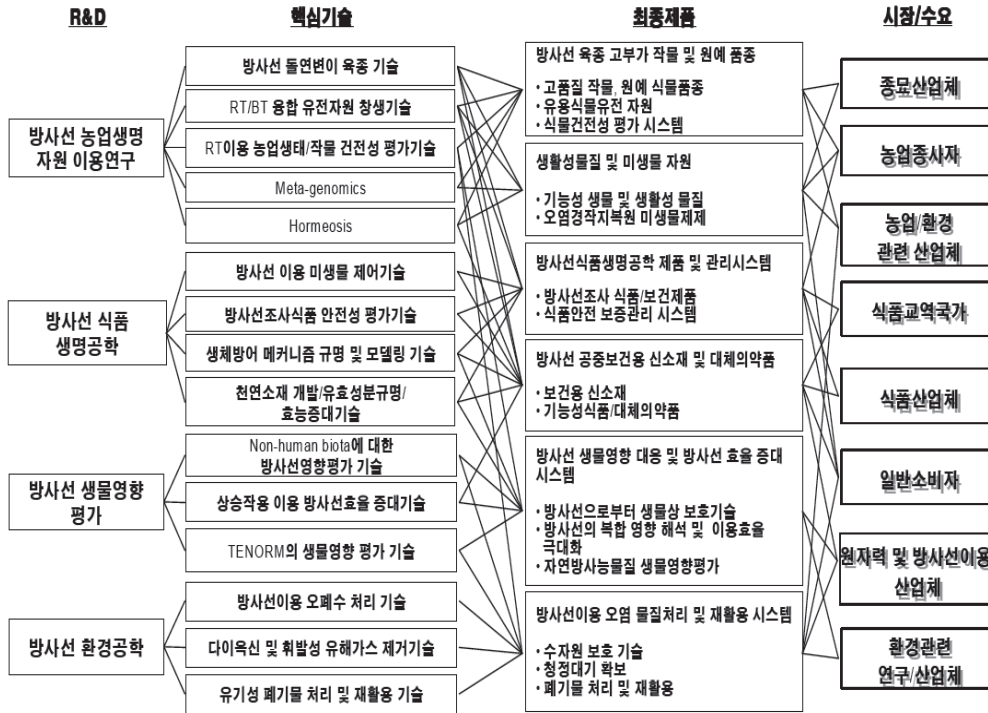 R&D
핵심기술
최종제품
시장/수요
방사선 농업생명
자원 이용연구
방사선 식품
생명공학
방사선 생물영향
평가
방사선 환경공학
방사선 돌연변이 육종 기술
RT/BT 융합 유전자원 창생기술
RT이용 농업생태/작물 건전성 평가기술
Meta-genomics
Hormeosis
방사선 이용 미생물 제어기술
방사선조사식품 안전성 평가기술
생체방어 메커니즘 규명 및 모델링 기술
천연소재 개발/유효성분규명/
효능증대기술
Non-human biota에 대한
방사선영향평가 기술
상승작용 이용 방사선효율 증대기술
TENORM의 생물영향 평가 기술
방사선이용 오폐수 처리 기술
다이옥신 및 휘발성 유해가스 제거기술
유기성 폐기물 처리 및 재활용 기술
방사선 육종 고부가 작물 및 원예 품종
• 고품질 작물, 원예 식물품종
• 유용식물유전 자원
• 식물건전성 평가 시스템
생활성물질 및 미생물 자원
• 기능성 생물 및 생활성 물질
• 오염경작지복원 미생물제제
방사선식품생명공학 제품 및 관리시스템
• 방사선조사 식품/보건제품
• 식품안전 보증관리 시스템
방사선 공중보건용 신소재 및 대체의약품
• 보건용 신소재
• 기능성식품/대체의약품
방사선 생물영향 대응 및 방사선 효율 증대
시스템
• 방사선으로부터 생물상 보호기술
• 방사선의 복합 영향 해석 및 이용효율
극대화
• 자연방사능물질 생물영향평가
방사선이용 오염 물질처리 및 재활용 시스템
• 수자원 보호 기술
• 청정대기 확보
• 폐기물 처리 및 재활용
종묘산업체
농업종사자
농업/환경
관련 산업체
식품교역국가
식품산업체
일반소비자
원자력 및 방사선이용
산업체
환경관련
연구/산업체